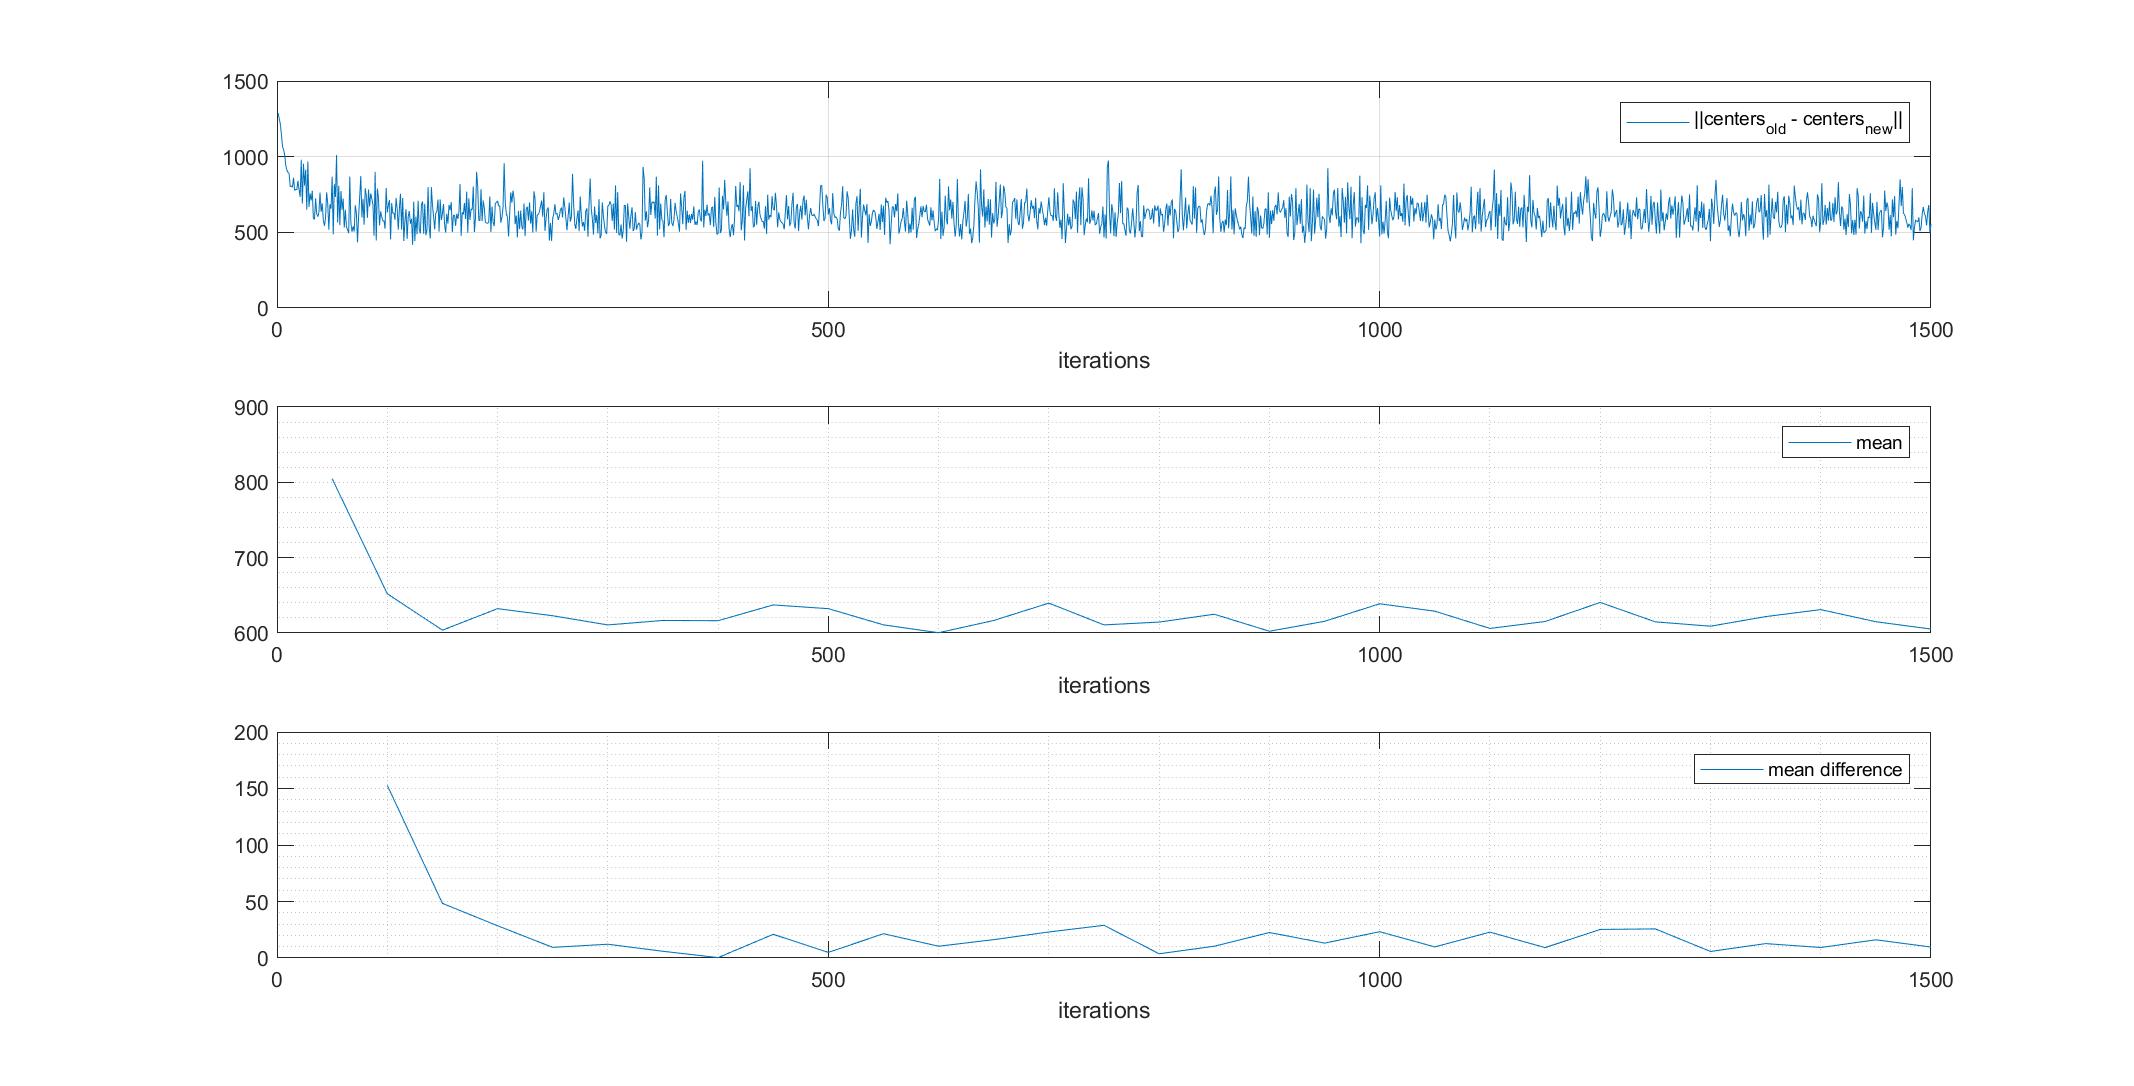 1500
||centers_old - centers_new||
1000
500
0
0 500 1000 1500
iterations
900
mean
800
700
600
0 500 1000 1500
iterations
200
mean difference
150
100
50
0
0 500 1000 1500
iterations